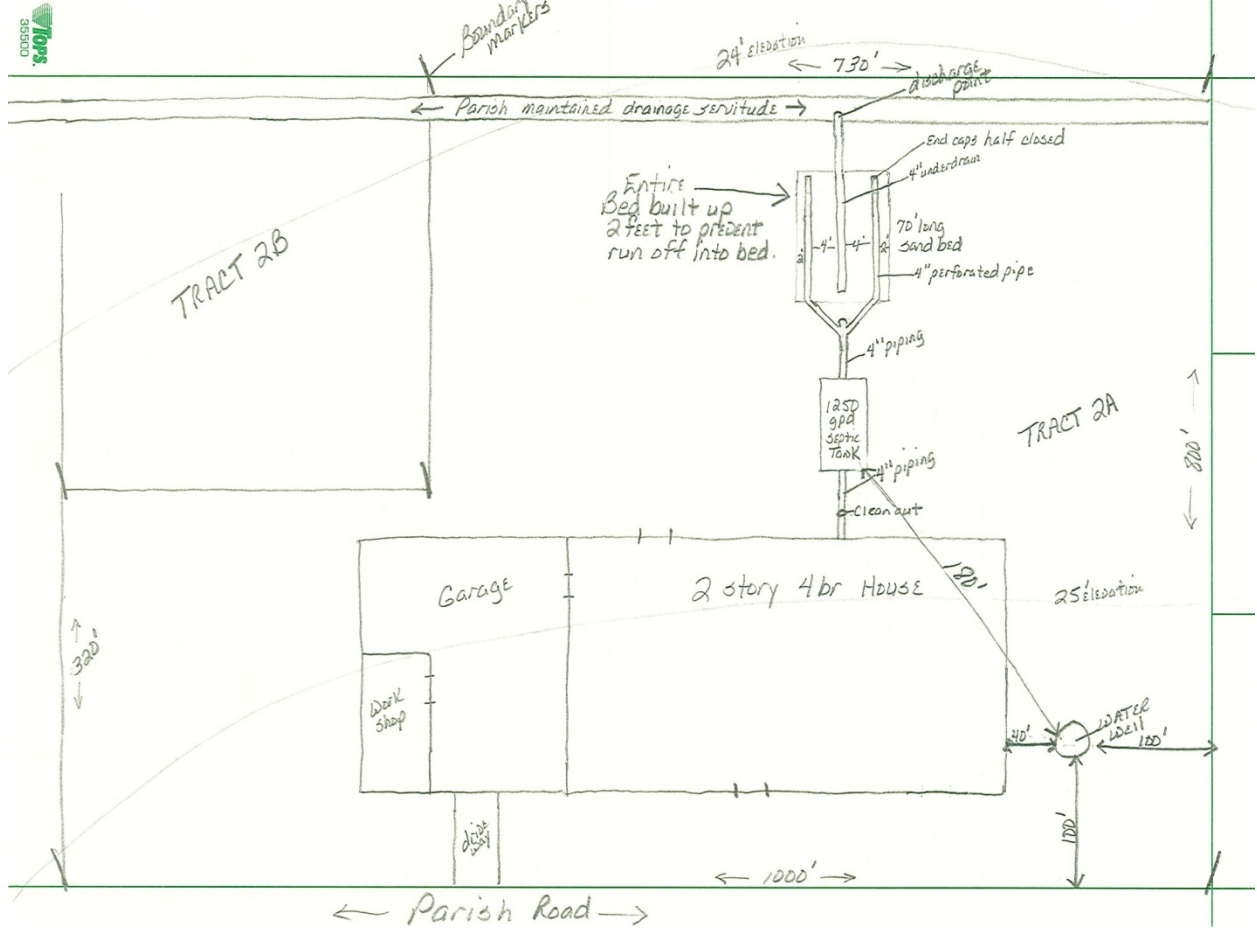 TOPS.
35500
Boundary
markers
24' Elevation
← 730' →
discharge
point
← Parish maintained drainage servitude →
End caps half closed
4" underdrain
Entire
Bed built up
2 feet to prevent
run off into bed.
2'
4'
4'
2'
70' long
sand bed
4" perforated pipe
TRACT 2B
4" piping
1250
gpd
septic
Tank
TRACT 2A
800'
4" piping
Clean out
Garage
2 story 4 br House
180'
25' elevation
320'
Work
shop
40'
WATER
Well
100'
100'
drive
way
← 1000' →
← Parish Road →